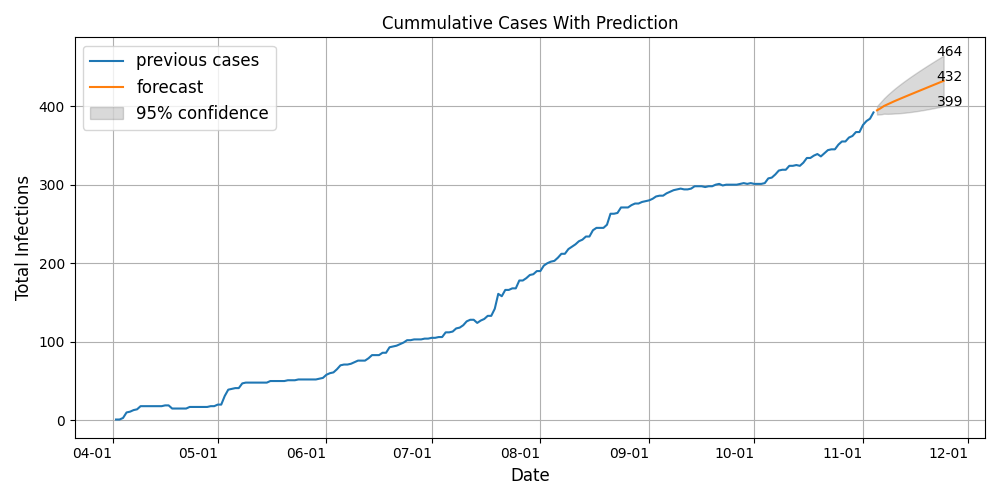 Cummulative Cases With Prediction
previous cases
forecast
95% confidence
464
432
399
Total Infections
400
300
200
100
0
04-01 05-01 06-01 07-01 08-01 09-01 10-01 11-01 12-01
Date